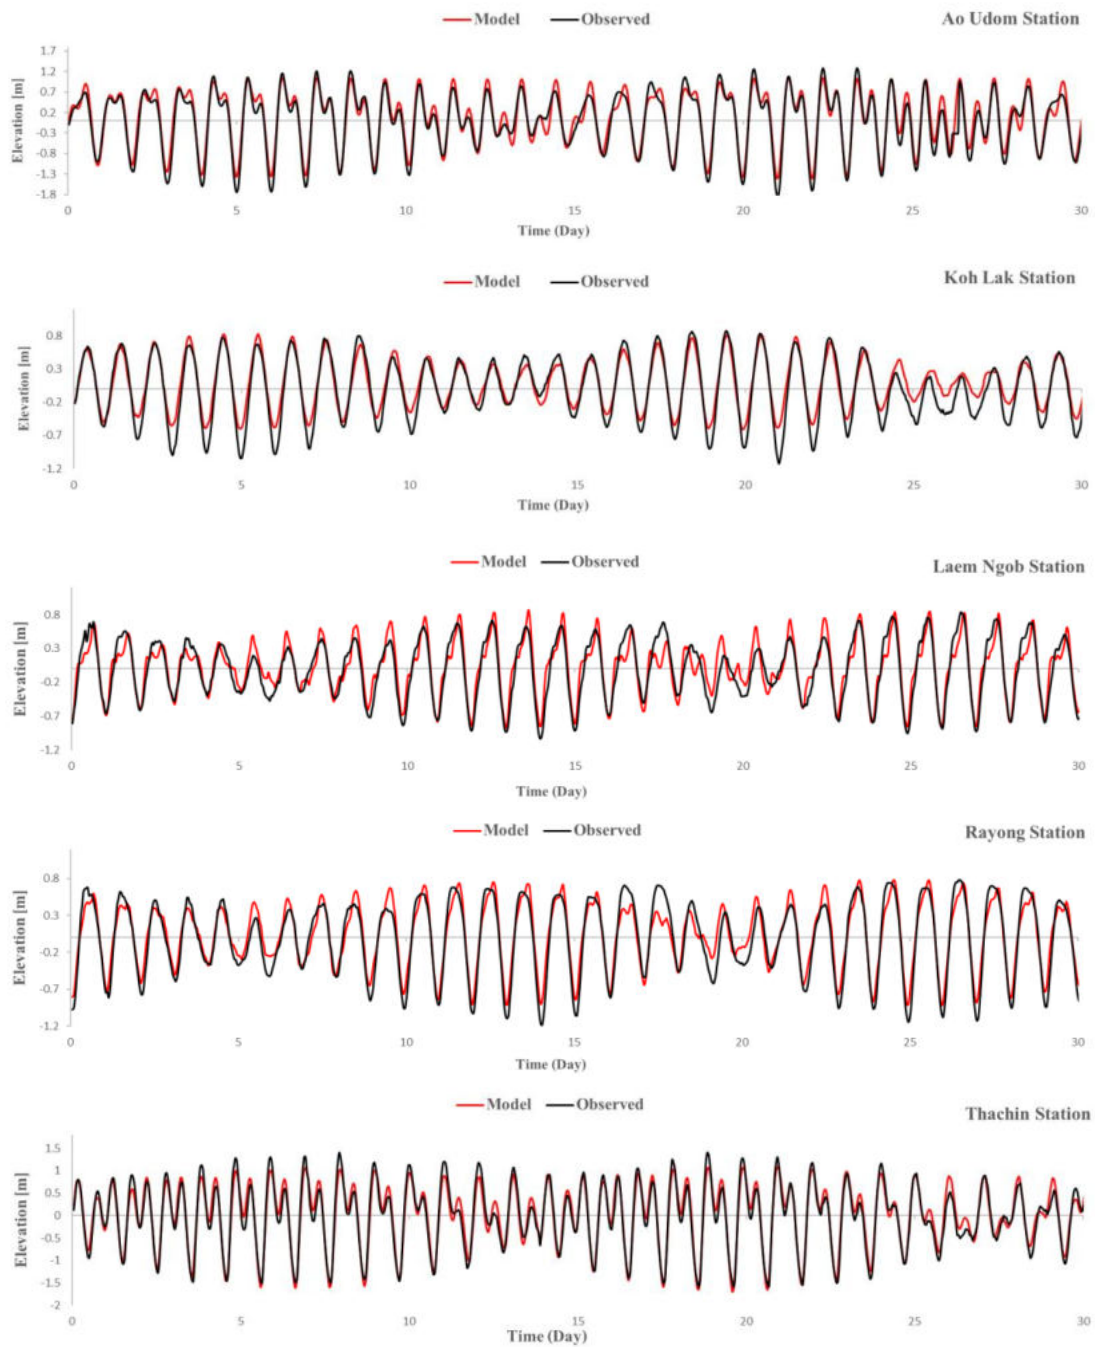 Model Observed Ao Udom Station
Elevation [m]
1.7
1.2
0.7
0.2
-0.3
-0.8
-1.3
-1.8
0 5 10 15 20 25 30
Time (Day)
Model Observed Koh Lak Station
Elevation [m]
0.8
0.3
-0.2
-0.7
-1.2
0 5 10 15 20 25 30
Time (Day)
Model Observed Laem Ngob Station
Elevation [m]
0.8
0.3
-0.2
-0.7
-1.2
0 5 10 15 20 25 30
Time (Day)
Model Observed Rayong Station
Elevation [m]
0.8
0.3
-0.2
-0.7
-1.2
0 5 10 15 20 25 30
Time (Day)
Model Observed Thachin Station
Elevation [m]
1.5
1
0.5
0
-0.5
-1
-1.5
-2
0 5 10 15 20 25 30
Time (Day)